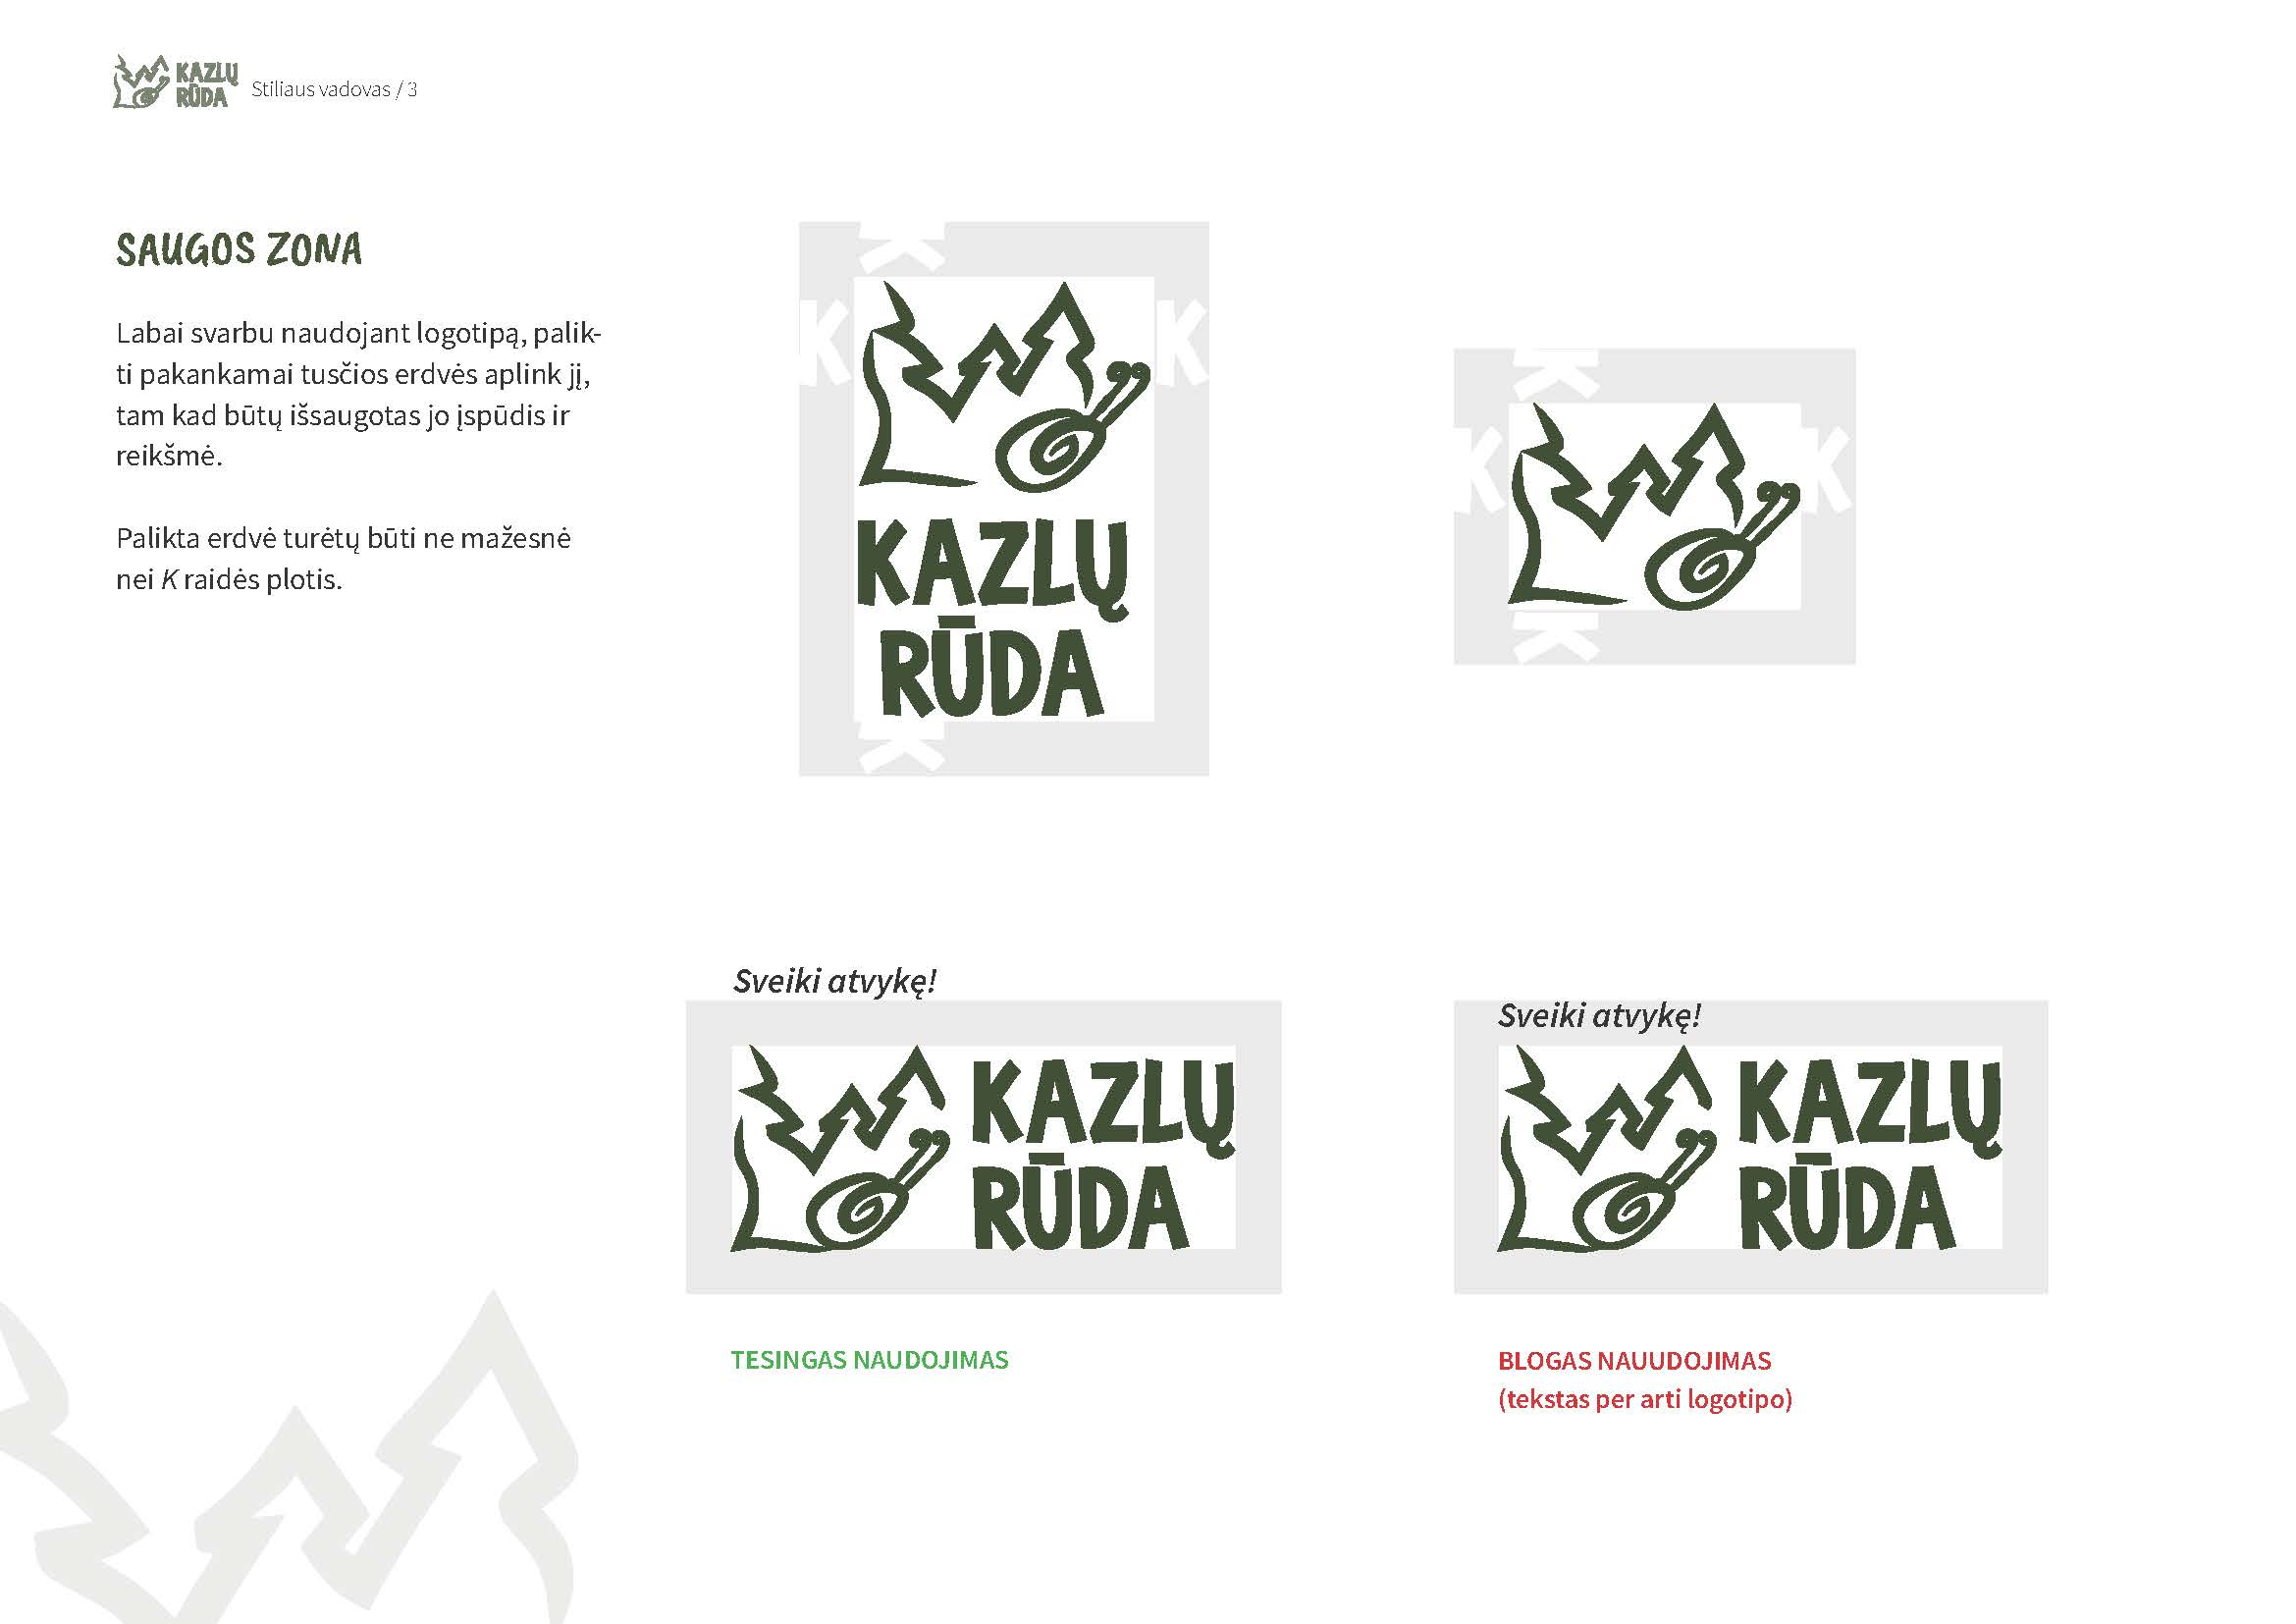 KAZLŲ
RŪDA
Stiliaus vadovas / 3
SAUGOS ZONA
Labai svarbu naudojant logotipą, palik-
ti pakankamai tusčios erdvės aplink jį,
tam kad būtų išsaugotas jo įspūdis ir
reikšmė.
Palikta erdvė turėtų būti ne mažesnė
nei K raidės plotis.
K
K
K
KAZLŲ
RŪDA
K
K
K
K
K
Sveiki atvykę!
KAZLŲ
RŪDA
TESINGAS NAUDOJIMAS
Sveiki atvykę!
KAZLŲ
RŪDA
BLOGAS NAUUDOJIMAS
(tekstas per arti logotipo)